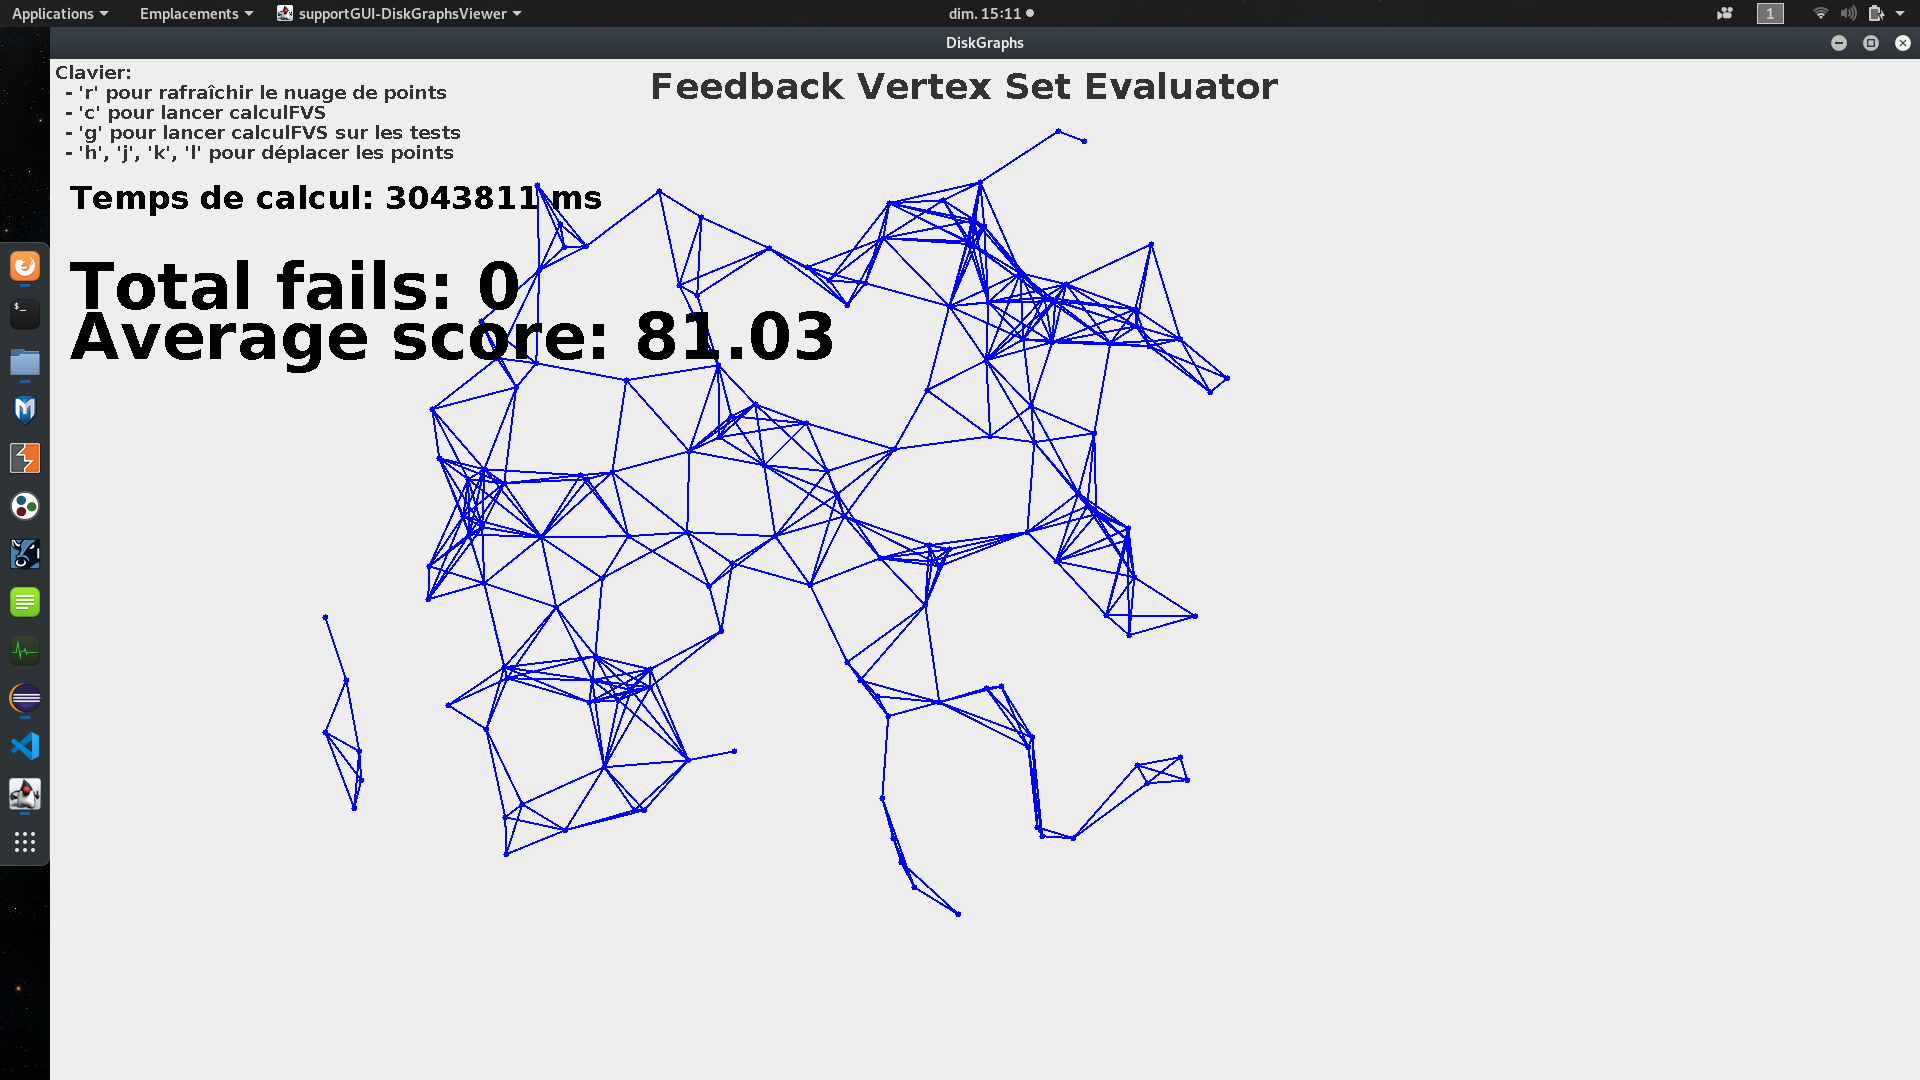 Applications Emplacements supportGUI-DiskGraphsViewer dim. 15:11 1
DiskGraphs
Clavier:
- 'r' pour rafraîchir le nuage de points
- 'c' pour lancer calculFVS
- 'g' pour lancer calculFVS sur les tests
- 'h', 'j', 'k', 'l' pour déplacer les points
Feedback Vertex Set Evaluator
Temps de calcul: 3043811 ms
Total fails: 0
Average score: 81.03